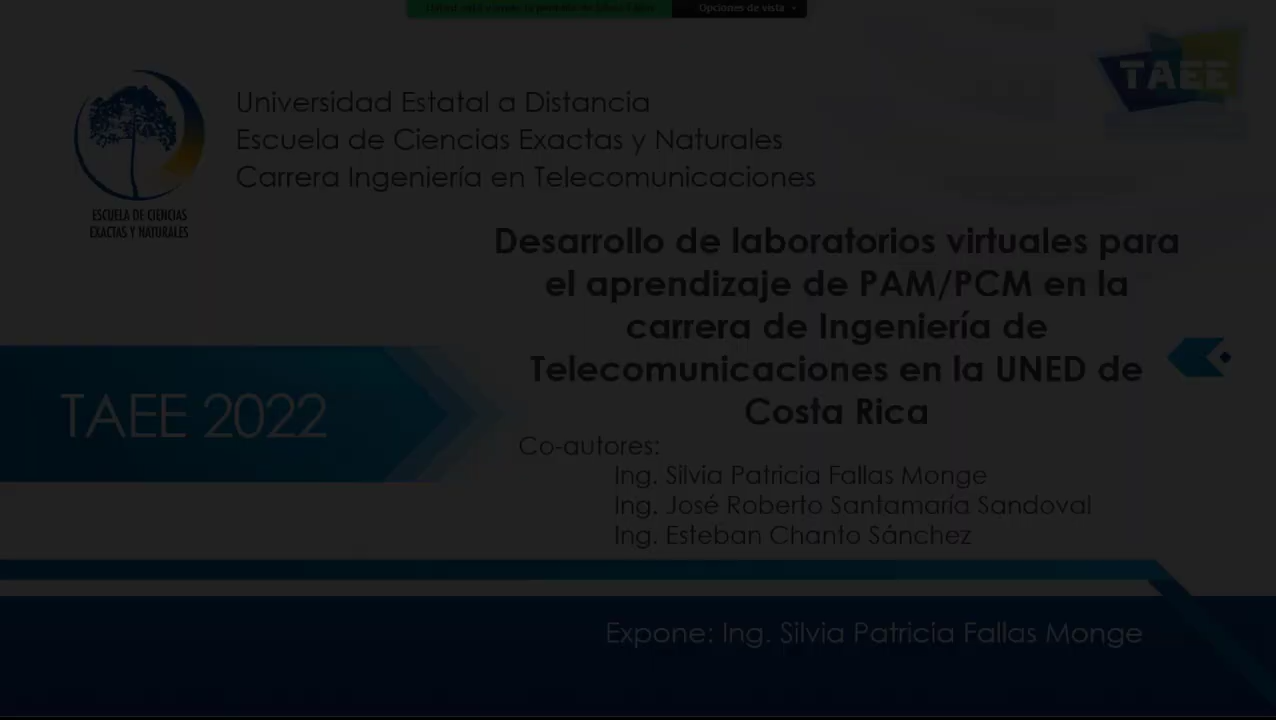 Opciones de vista
TAEE
Universidad Estatal a Distancia
Escuela de Ciencias Exactas y Naturales
Carrera Ingeniería en Telecomunicaciones
ESCUELA DE CIENCIAS
EXACTAS Y NATURALES
Desarrollo de laboratorios virtuales para
el aprendizaje de PAM/PCM en la
carrera de Ingeniería de
Telecomunicaciones en la UNED de
Costa Rica
TAEE 2022
Co-autores:
Ing. Silvia Patricia Fallas Monge
Ing. José Roberto Santamaría Sandoval
Ing. Esteban Chanto Sánchez
Expone: Ing. Silvia Patricia Fallas Monge